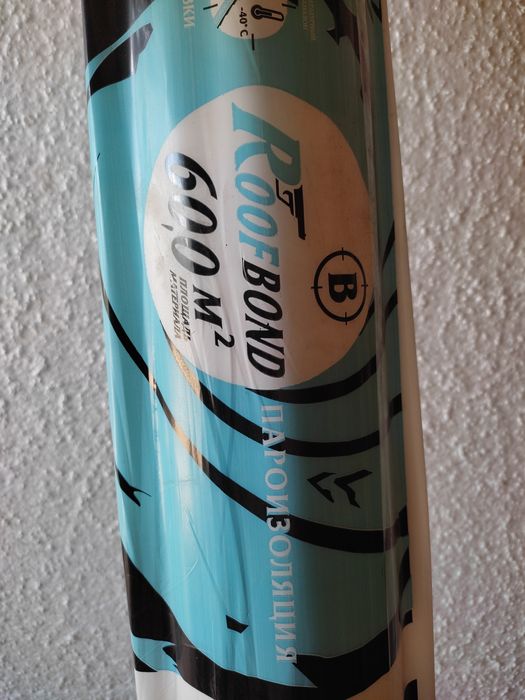 -40°C
B
ROOFBOND
60,0 м²
ПЛОЩАДЬ
МАТЕРИАЛА
ПАРОИЗОЛЯЦИЯ